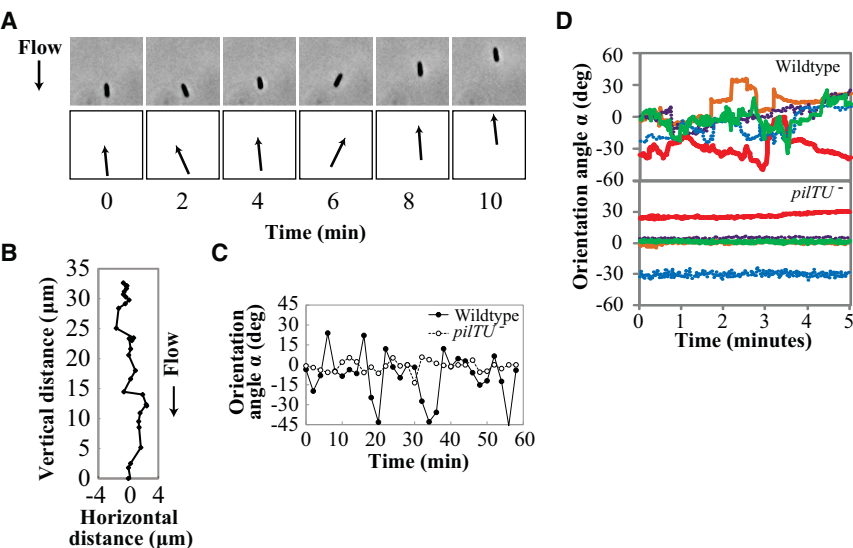 A
Flow
0 2 4 6 8 10
Time (min)
B
Vertical distance (µm)
35
30
25
20
15
10
5
0
-4 0 4
Horizontal
distance (µm)
Flow
C
Orientation
angle α (deg)
45
30
15
0
-15
-30
-45
Wildtype
pilTU⁻
0 10 20 30 40 50 60
Time (min)
D
Orientation angle α (deg)
60
30
0
-30
-60
Wildtype
30
0
-30
-60
pilTU⁻
0 1 2 3 4 5
Time (minutes)